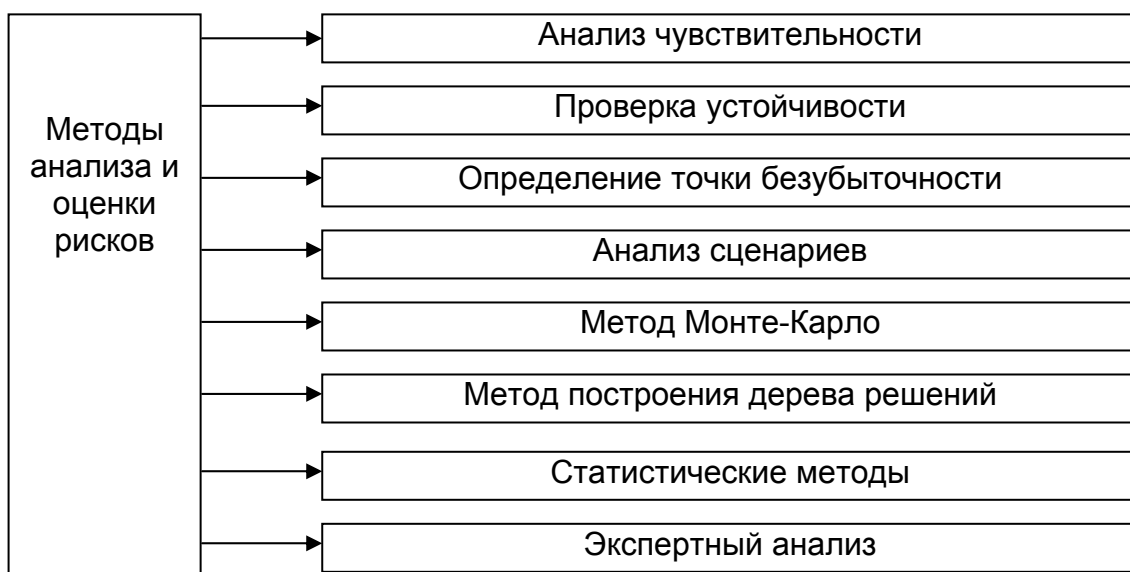 Методы
анализа и
оценки
рисков
Анализ чувствительности
Проверка устойчивости
Определение точки безубыточности
Анализ сценариев
Метод Монте-Карло
Метод построения дерева решений
Статистические методы
Экспертный анализ